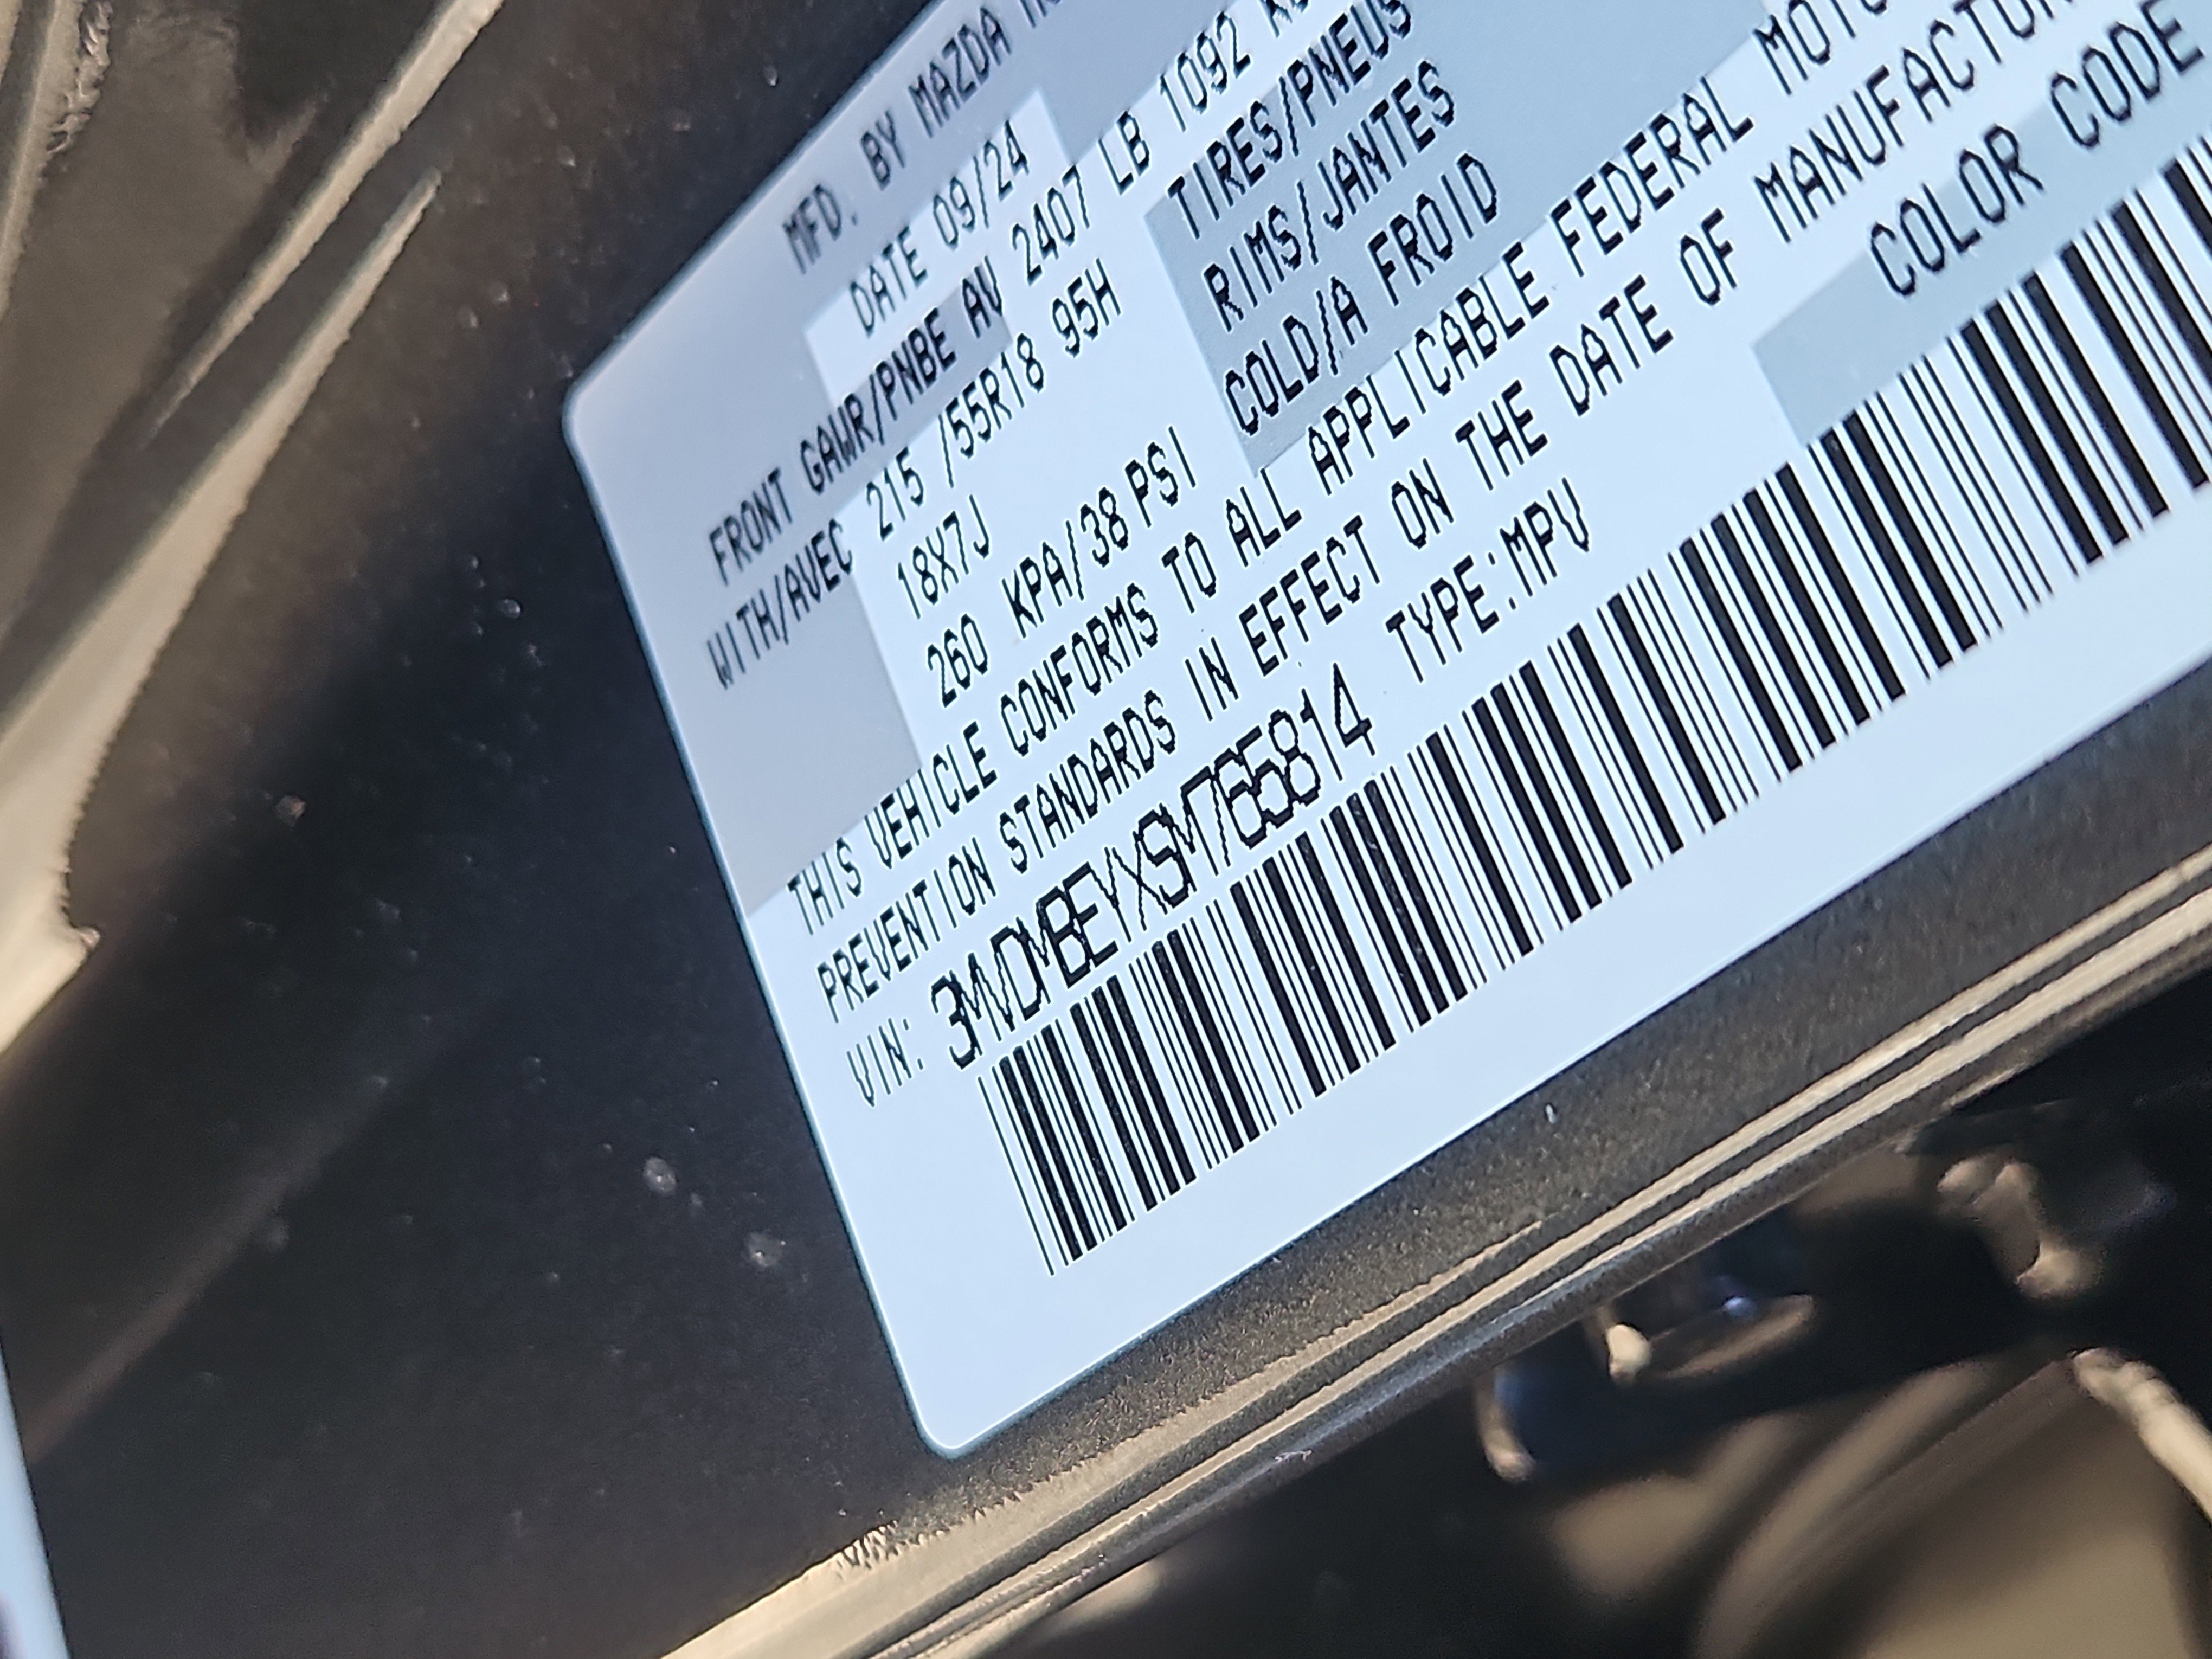 MFD. BY MAZDA
DATE 09/24
FRONT GAWR/PNBE AV 2407 LB 1092
WITH/AVEC 215 /55R18 95H TIRES/PNEUS
18X7J RIMS/JANTES
260 KPA/38 PSI COLD/A FROID
THIS VEHICLE CONFORMS TO ALL APPLICABLE FEDERAL
PREVENTION STANDARDS IN EFFECT ON THE DATE OF
VIN: 3MVDMBEYXSM765814 TYPE:MPV COLOR CODE